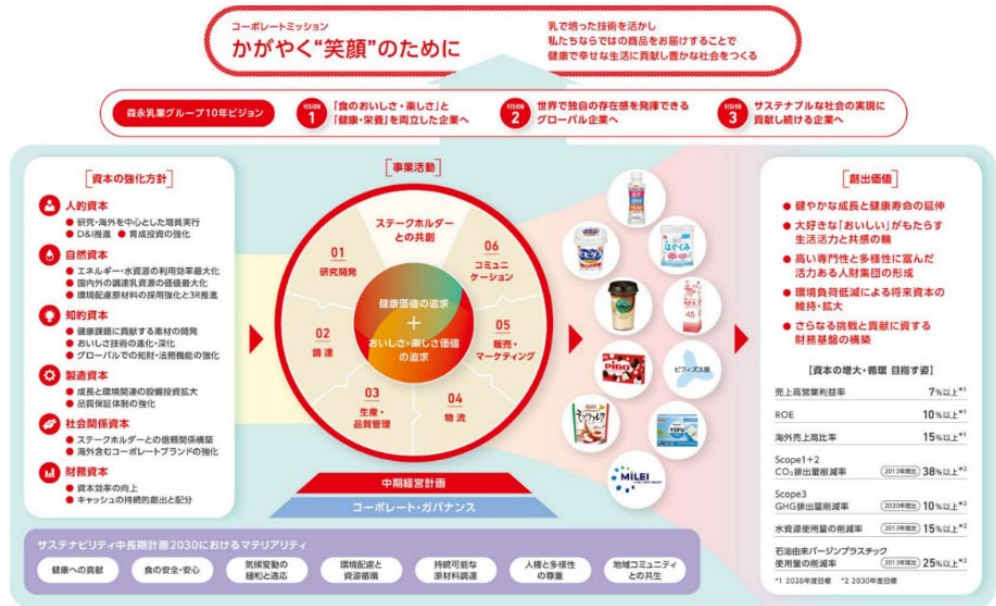 コーポレートミッション
かがやく“笑顔”のために
乳で培った技術を活かし
私たちならではの商品をお届けすることで
健康で幸せな生活に貢献し豊かな社会をつくる
森永乳業グループ10年ビジョン
VISION 1
「食のおいしさ・楽しさ」と
「健康・栄養」を両立した企業へ
VISION 2
世界で独自の存在感を発揮できる
グローバル企業へ
VISION 3
サステナブルな社会の実現に
貢献し続ける企業へ
[資本の強化方針]
人的資本
● 研究・海外を中心とした増員実行
● D&I推進 ● 育成投資の強化
自然資本
● エネルギー・水資源の利用効率最大化
● 国内外の調達乳資源の価値最大化
● 環境配慮原材料の採用強化と3R推進
知的資本
● 健康課題に貢献する素材の開発
● おいしさ技術の進化・深化
● グローバルでの知財・法務機能の強化
製造資本
● 成長と環境関連の設備投資拡大
● 品質保証体制の強化
社会関係資本
● ステークホルダーとの信頼関係構築
● 海外含むコーポレートブランドの強化
財務資本
● 資本効率の向上
● キャッシュの持続的創出と配分
[事業活動]
ステークホルダー
との共創
01
研究開発
02
調達
03
生産・
品質管理
04
物流
05
販売・
マーケティング
06
コミュニ
ケーション
健康価値の追求
+
おいしさ・楽しさ価値
の追求
中期経営計画
コーポレート・ガバナンス
ビヒダス
はぐくみ
45
pino
ビフィズス菌
モッツァレラ
TOFU
MILEI
[創出価値]
● 健やかな成長と健康寿命の延伸
● 大好きな「おいしい」がもたらす
生活活力と共感の輪
● 高い専門性と多様性に富んだ
活力ある人財集団の形成
● 環境負荷低減による将来資本の
維持・拡大
● さらなる挑戦と貢献に資する
財務基盤の構築
【資本の増大・循環 目指す姿】
売上高営業利益率 7%以上*1
ROE 10%以上*1
海外売上高比率 15%以上*1
Scope1+2
CO₂排出量削減率 2013年度比 38%以上*2
Scope3
GHG排出量削減率 2020年度比 10%以上*2
水資源使用量の削減率 2013年度比 15%以上*2
石油由来バージンプラスチック
使用量の削減率 2013年度比 25%以上*2
*1 2028年度目標 *2 2030年度目標
サステナビリティ中長期計画2030におけるマテリアリティ
健康への貢献
食の安全・安心
気候変動の
緩和と適応
環境配慮と
資源循環
持続可能な
原材料調達
人権と多様性
の尊重
地域コミュニティ
との共生